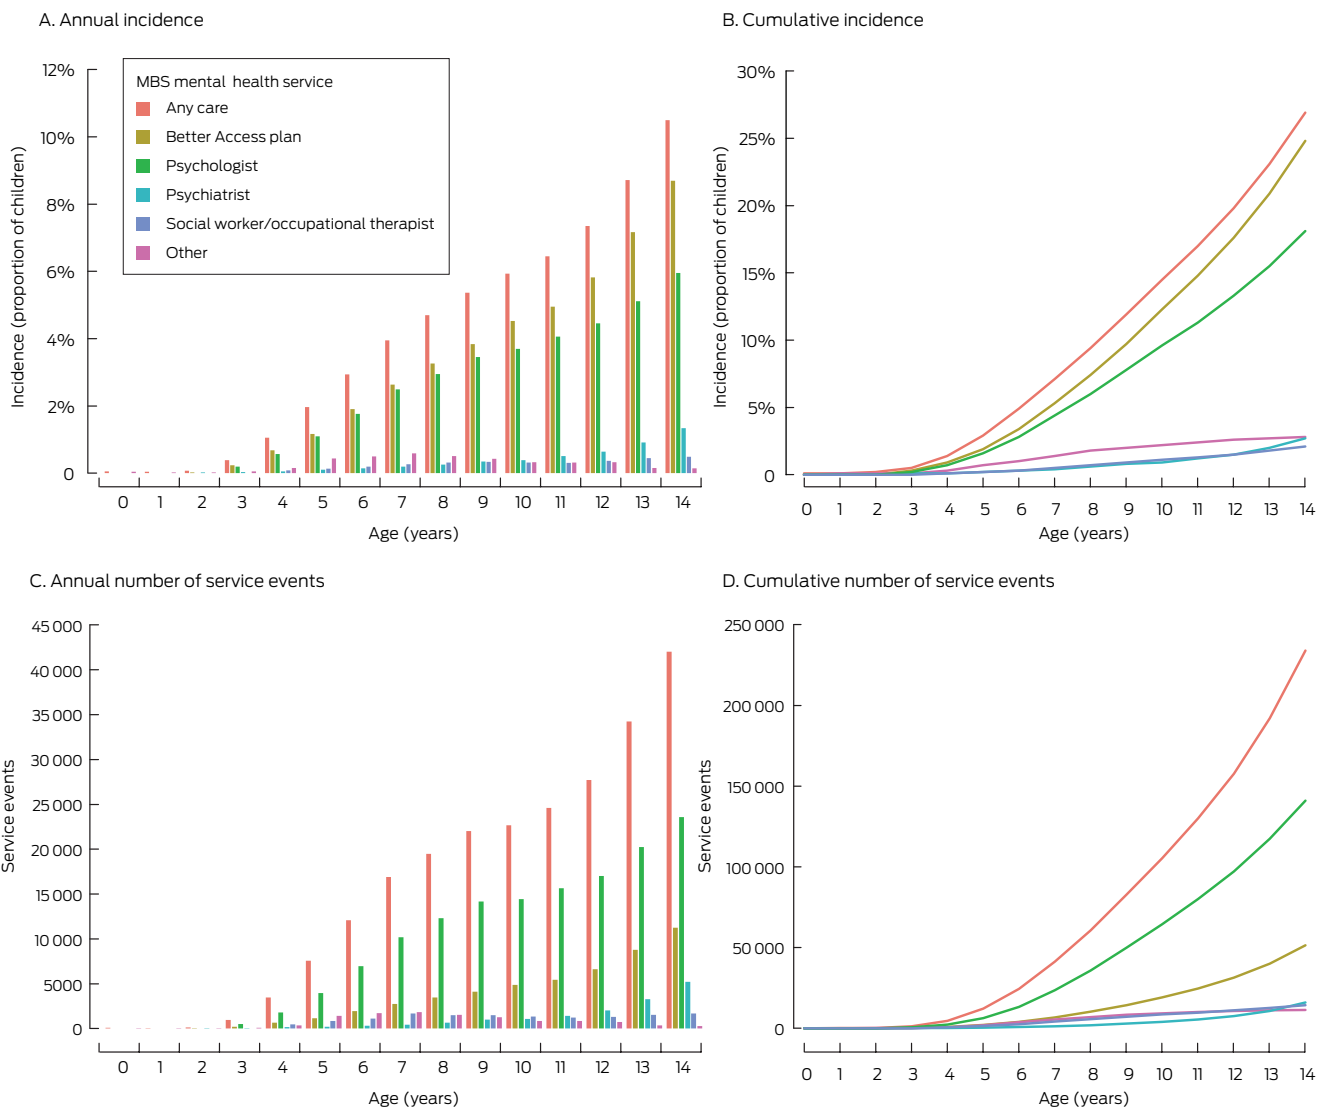 A. Annual incidence
12%
10%
8%
6%
4%
2%
0
Incidence (proportion of children)
MBS mental health service
Any care
Better Access plan
Psychologist
Psychiatrist
Social worker/occupational therapist
Other
0 1 2 3 4 5 6 7 8 9 10 11 12 13 14
Age (years)
B. Cumulative incidence
30%
25%
20%
15%
10%
5%
0
Incidence (proportion of children)
0 1 2 3 4 5 6 7 8 9 10 11 12 13 14
Age (years)
C. Annual number of service events
45 000
40 000
35 000
30 000
25 000
20 000
15 000
10 000
5000
0
Service events
0 1 2 3 4 5 6 7 8 9 10 11 12 13 14
Age (years)
D. Cumulative number of service events
250 000
200 000
150 000
100 000
50 000
0
Service events
0 1 2 3 4 5 6 7 8 9 10 11 12 13 14
Age (years)